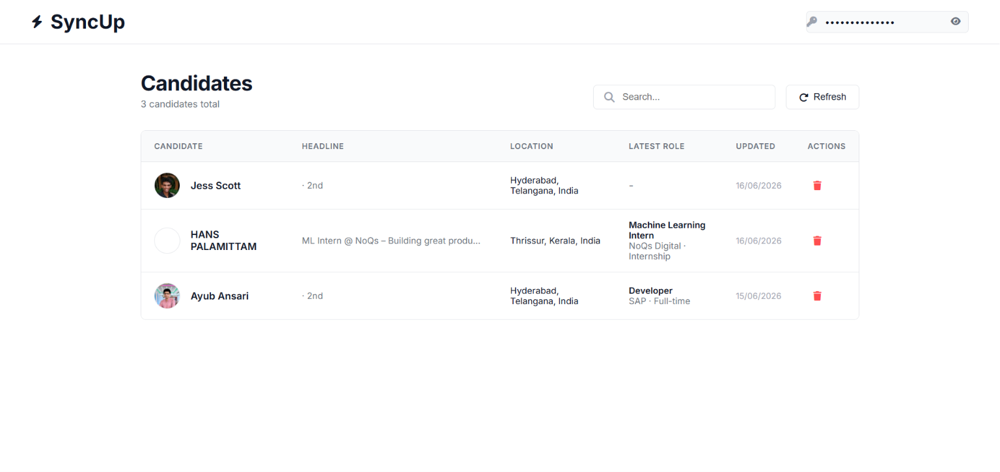 SyncUp
••••••••••••••
Candidates
3 candidates total
Search...
Refresh
CANDIDATE HEADLINE LOCATION LATEST ROLE UPDATED ACTIONS
Jess Scott
· 2nd
Hyderabad,
Telangana, India
-
16/06/2026
HANS
PALAMITTAM
ML Intern @ NoQs – Building great produ...
Thrissur, Kerala, India
Machine Learning
Intern
NoQs Digital ·
Internship
16/06/2026
Ayub Ansari
· 2nd
Hyderabad,
Telangana, India
Developer
SAP · Full-time
15/06/2026